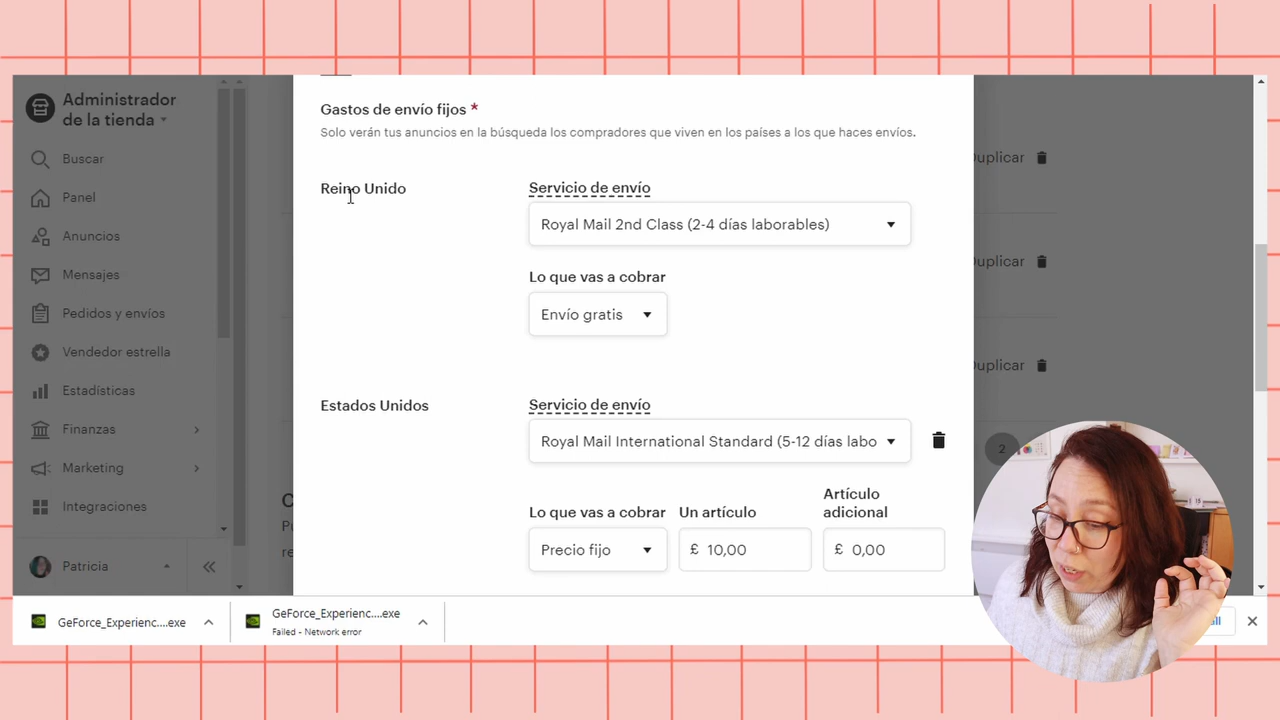 Administrador
de la tienda
Buscar
Panel
Anuncios
Mensajes
Pedidos y envíos
Vendedor estrella
Estadísticas
Finanzas
Marketing
Integraciones
Patricia
Gastos de envío fijos *
Solo verán tus anuncios en la búsqueda los compradores que viven en los países a los que haces envíos.
Reino Unido
Servicio de envío
Royal Mail 2nd Class (2-4 días laborables)
Lo que vas a cobrar
Envío gratis
Estados Unidos
Servicio de envío
Royal Mail International Standard (5-12 días labo
Lo que vas a cobrar
Un artículo
Artículo
adicional
Precio fijo
£ 10,00
£ 0,00
uplicar
uplicar
uplicar
2
GeForce_Experienc....exe
GeForce_Experienc....exe
Failed - Network error